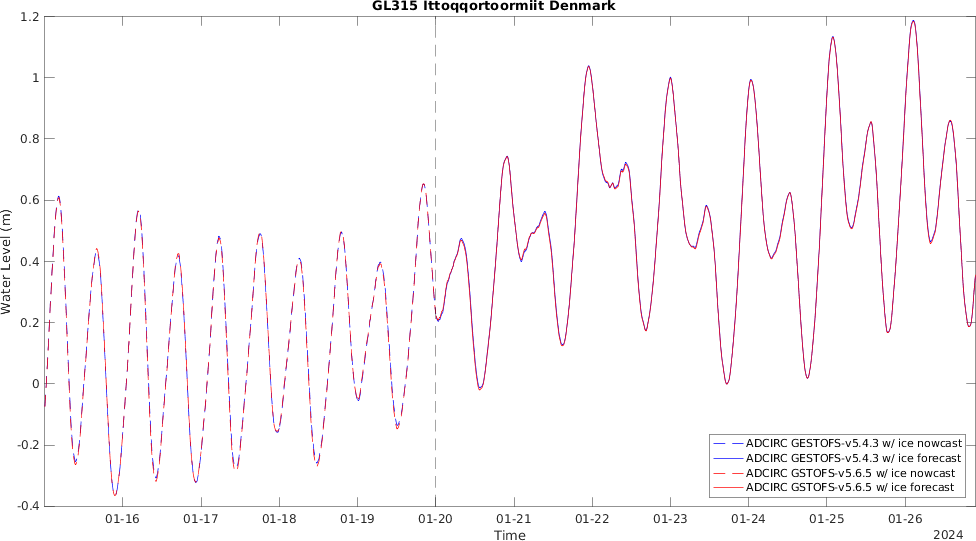 GL315 Ittoqqortoormiit Denmark
1.2
1
0.8
0.6
0.4
0.2
0
-0.2
-0.4
Water Level (m)
01-16 01-17 01-18 01-19 01-20 01-21 01-22 01-23 01-24 01-25 01-26
Time
2024
ADCIRC GESTOFS-v5.4.3 w/ ice nowcast
ADCIRC GESTOFS-v5.4.3 w/ ice forecast
ADCIRC GSTOFS-v5.6.5 w/ ice nowcast
ADCIRC GSTOFS-v5.6.5 w/ ice forecast